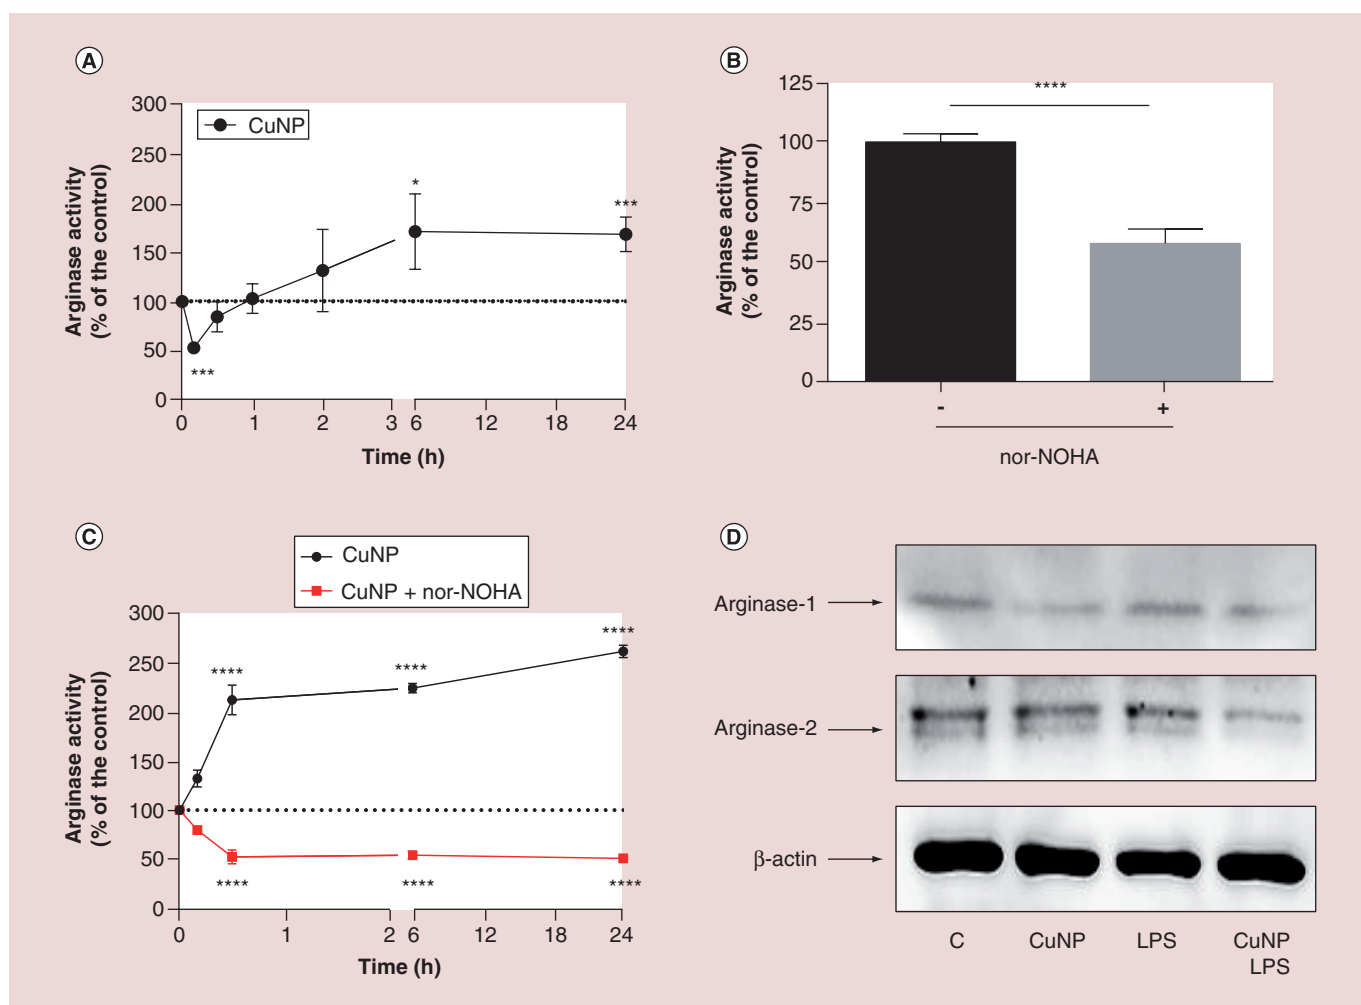 A
300
250
200
150
100
50
0
Arginase activity
(% of the control)
CuNP
***
*
***
0 1 2 3 6 12 18 24
Time (h)
B
125
100
75
50
25
0
Arginase activity
(% of the control)
****
- +
nor-NOHA
C
CuNP
CuNP + nor-NOHA
300
250
200
150
100
50
0
Arginase activity
(% of the control)
**** **** ****
**** **** ****
0 1 2 6 12 18 24
Time (h)
D
Arginase-1
Arginase-2
β-actin
C CuNP LPS CuNP
LPS